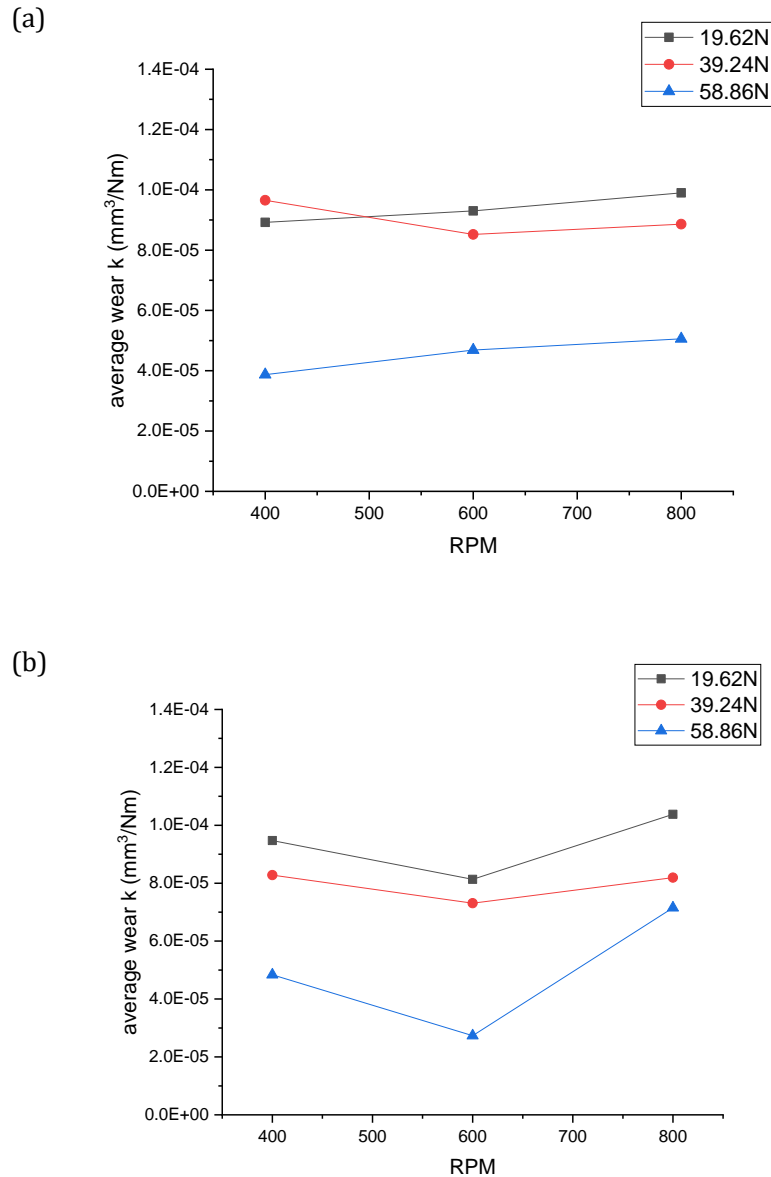 (a)
19.62N
39.24N
58.86N
1.4E-04
1.2E-04
1.0E-04
8.0E-05
6.0E-05
4.0E-05
2.0E-05
0.0E+00
average wear k (mm³/Nm)
400 500 600 700 800
RPM
(b)
19.62N
39.24N
58.86N
1.4E-04
1.2E-04
1.0E-04
8.0E-05
6.0E-05
4.0E-05
2.0E-05
0.0E+00
average wear k (mm³/Nm)
400 500 600 700 800
RPM